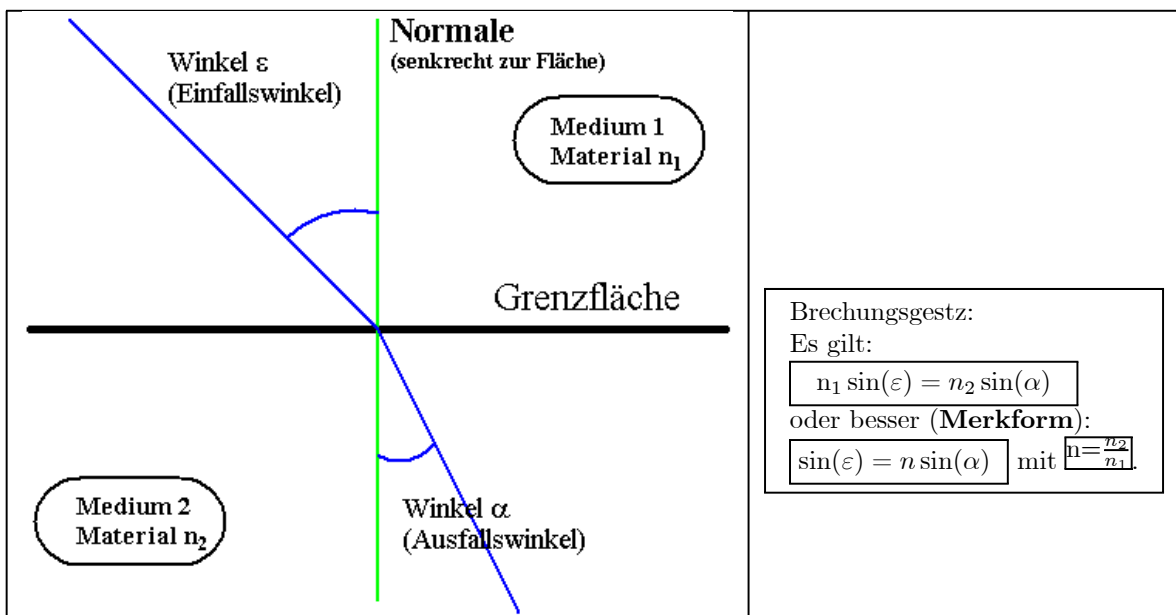 Normale
(senkrecht zur Fläche)
Winkel ε
(Einfallswinkel)
Medium 1
Material n₁
Grenzfläche
Medium 2
Material n₂
Winkel α
(Ausfallswinkel)
Brechungsgestz:
Es gilt:
n₁ sin(ε) = n₂ sin(α)
oder besser (Merkform):
sin(ε) = n sin(α) mit n=n₂/n₁.